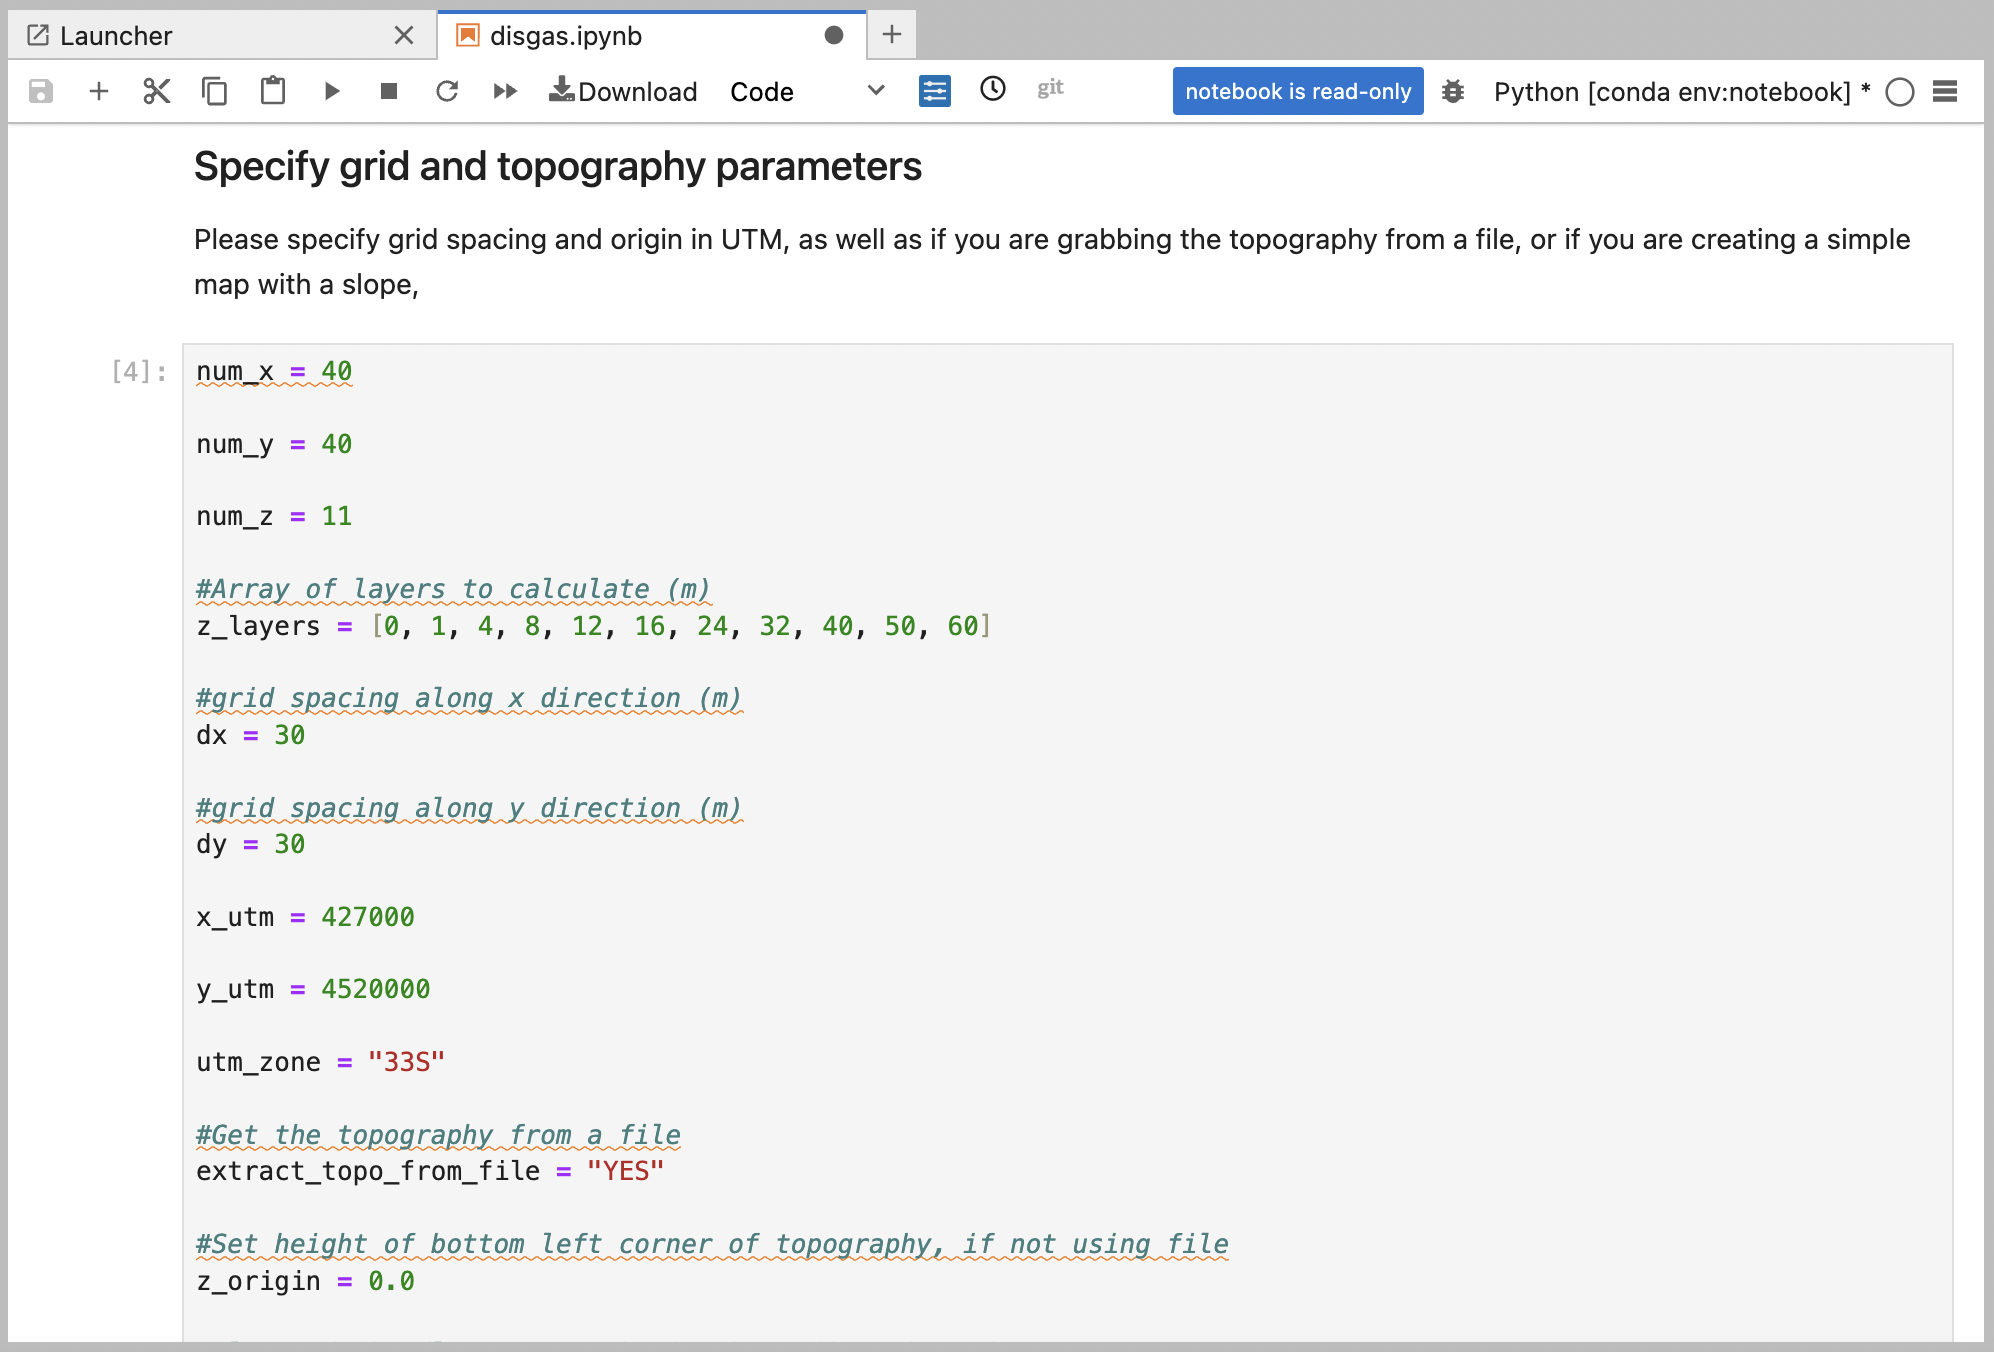 Launcher
disgas.ipynb
Download Code git notebook is read-only Python [conda env:notebook] *
Specify grid and topography parameters
Please specify grid spacing and origin in UTM, as well as if you are grabbing the topography from a file, or if you are creating a simple
map with a slope,
[4]:
num_x = 40
num_y = 40
num_z = 11
#Array of layers to calculate (m)
z_layers = [0, 1, 4, 8, 12, 16, 24, 32, 40, 50, 60]
#grid spacing along x direction (m)
dx = 30
#grid spacing along y direction (m)
dy = 30
x_utm = 427000
y_utm = 4520000
utm_zone = "33S"
#Get the topography from a file
extract_topo_from_file = "YES"
#Set height of bottom left corner of topography, if not using file
z_origin = 0.0